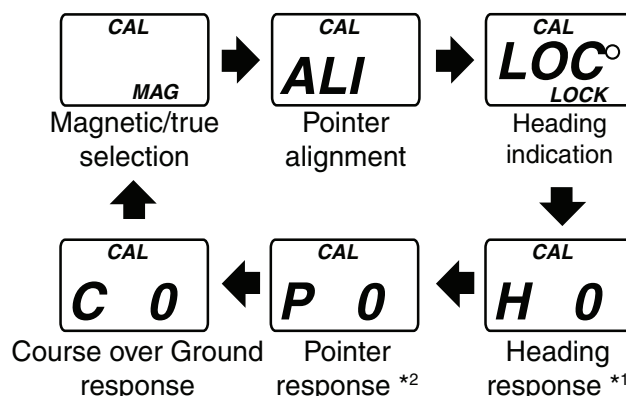 CAL
MAG
Magnetic/true
selection
CAL
ALI
Pointer
alignment
CAL
LOC°
LOCK
Heading
indication
CAL
C 0
Course over Ground
response
CAL
P 0
Pointer
response *2
CAL
H 0
Heading
response *1